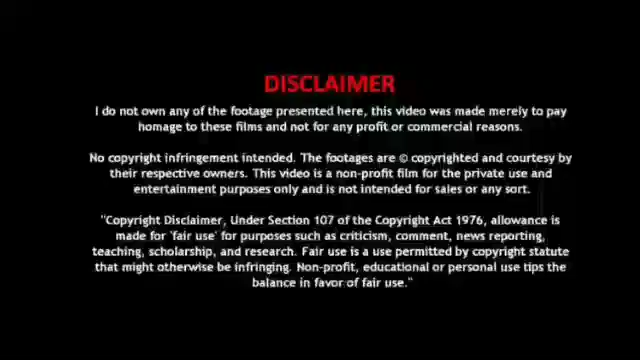 DISCLAIMER
I do not own any of the footage presented here, this video was made merely to pay
homage to these films and not for any profit or commercial reasons.
No copyright infringement intended. The footages are © copyrighted and courtesy by
their respective owners. This video is a non-profit film for the private use and
entertainment purposes only and is not intended for sales or any sort.
"Copyright Disclaimer, Under Section 107 of the Copyright Act 1976, allowance is
made for 'fair use' for purposes such as criticism, comment, news reporting,
teaching, scholarship, and research. Fair use is a use permitted by copyright statute
that might otherwise be infringing. Non-profit, educational or personal use tips the
balance in favor of fair use."